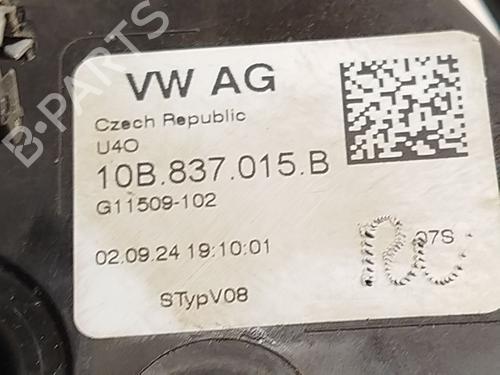 VW AG
Czech Republic
U4O
10B.837.015.B
G11509-102
02.09.24 19:10:01
07S
STypV08
B-PARTS